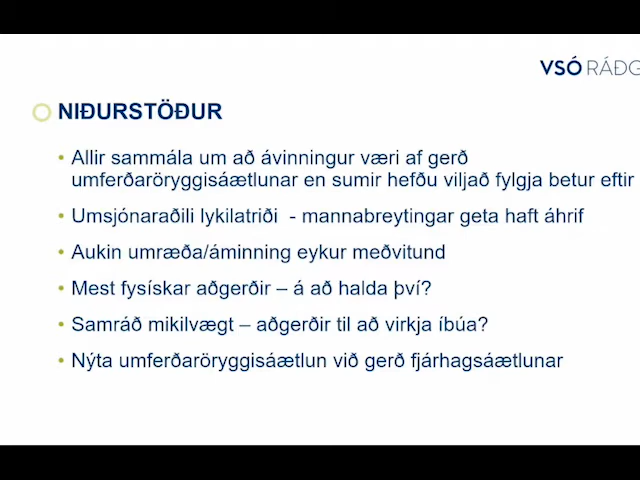 VSÓ RÁÐG
NIÐURSTÖÐUR
• Allir sammála um að ávinningur væri af gerð
umferðaröryggisáætlunar en sumir hefðu viljað fylgja betur eftir
• Umsjónaraðili lykilatriði - mannabreytingar geta haft áhrif
• Aukin umræða/áminning eykur meðvitund
• Mest fysískar aðgerðir – á að halda því?
• Samráð mikilvægt – aðgerðir til að virkja íbúa?
• Nýta umferðaröryggisáætlun við gerð fjárhagsáætlunar